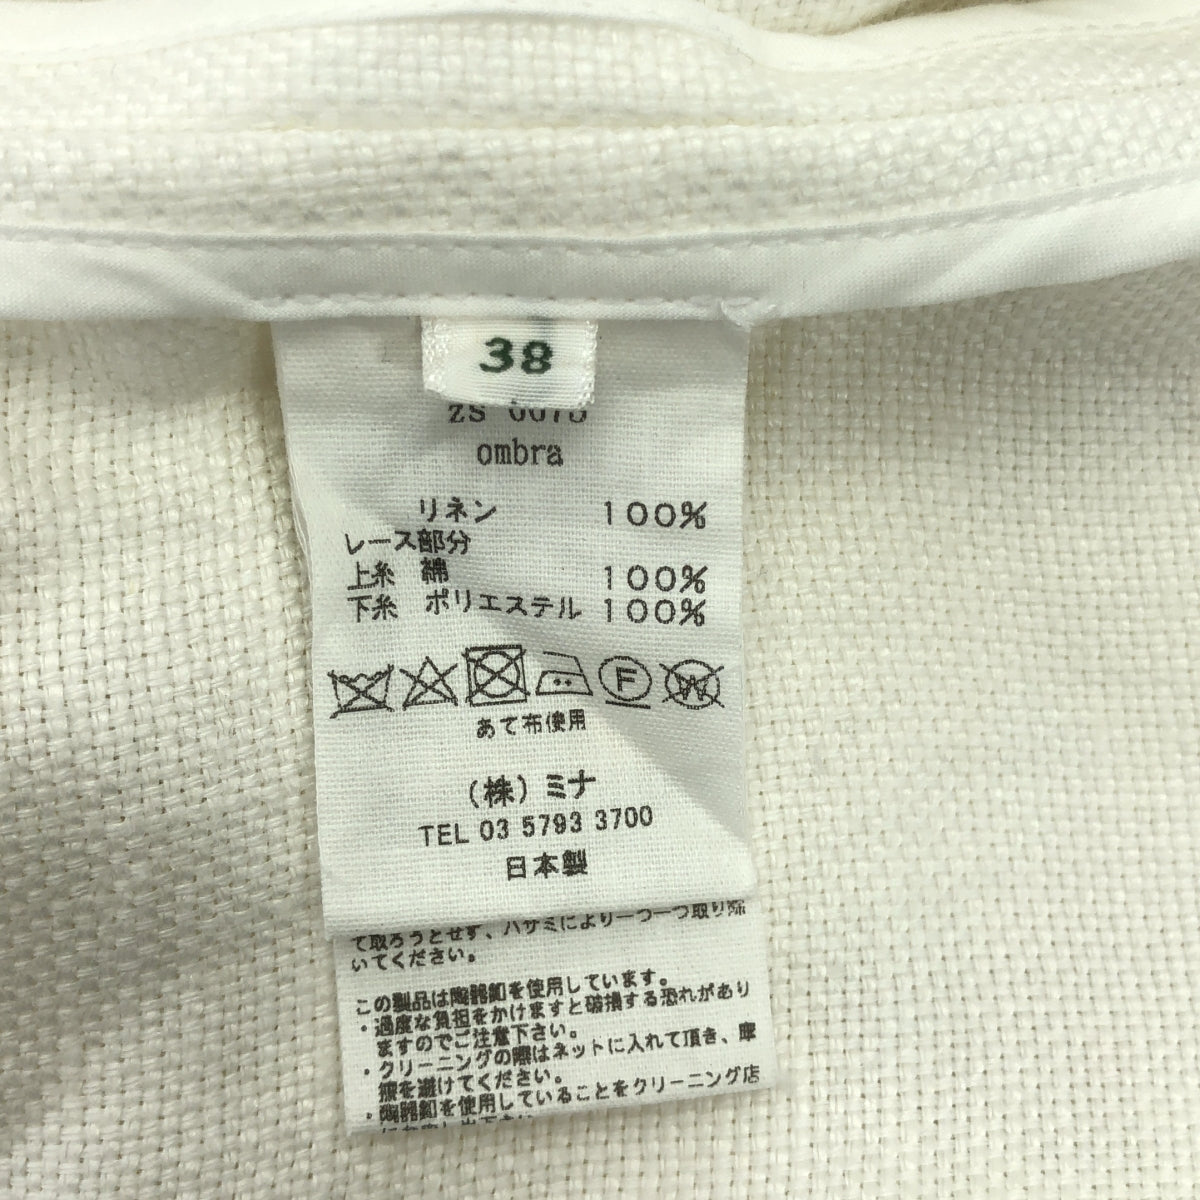 38
ombra
リネン 100%
レース部分
上糸 綿 100%
下糸 ポリエステル 100%
F W
あて布使用
(株)ミナ
TEL 03 5793 3700
日本製
て取ろうとせず、ハサミにより一つ一つ取り除
いてください。
この製品は陶器釦を使用しています。
・過度な負担をかけますと破損する恐れがあり
ますのでご注意下さい。
・クリーニングの際はネットに入れて頂き、摩
擦を避けてください。
・陶器釦を使用していることをクリーニング店